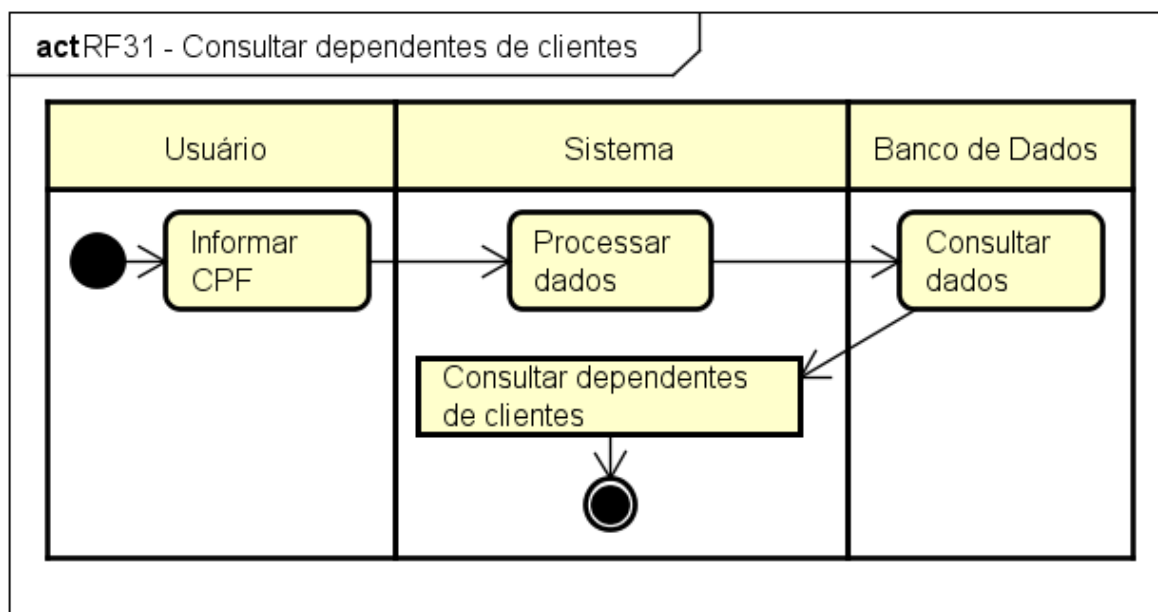 actRF31 - Consultar dependentes de clientes
Usuário
Sistema
Banco de Dados
Informar
CPF
Processar
dados
Consultar
dados
Consultar dependentes
de clientes